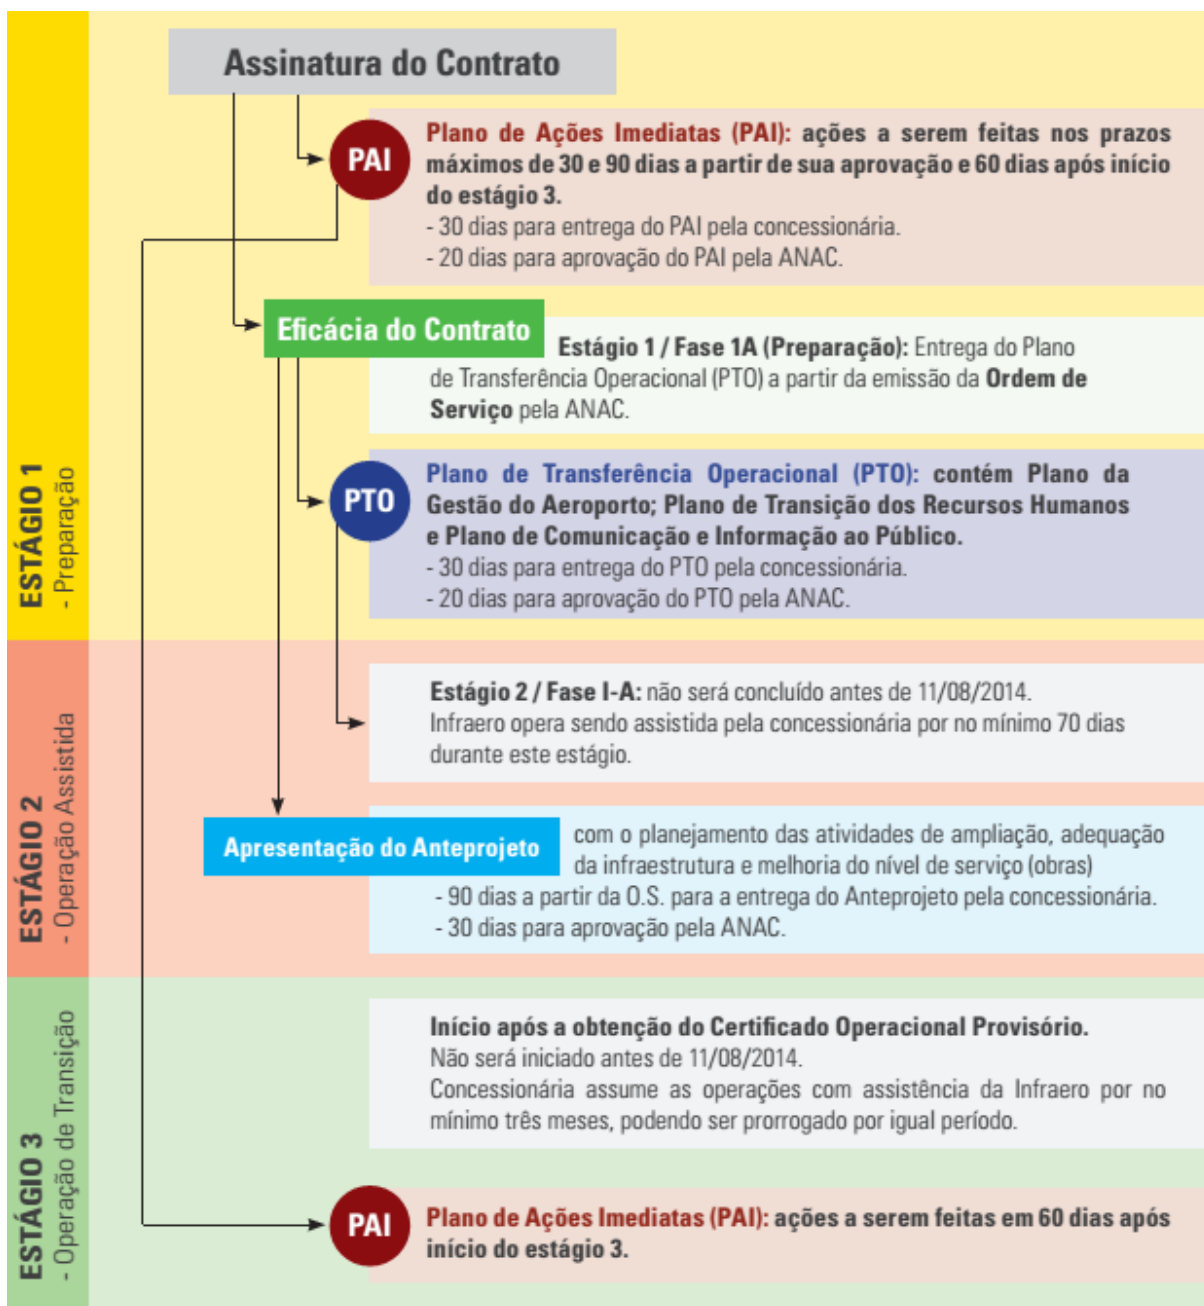 Assinatura do Contrato
PAI
Plano de Ações Imediatas (PAI): ações a serem feitas nos prazos
máximos de 30 e 90 dias a partir de sua aprovação e 60 dias após início
do estágio 3.
- 30 dias para entrega do PAI pela concessionária.
- 20 dias para aprovação do PAI pela ANAC.
Eficácia do Contrato
Estágio 1 / Fase 1A (Preparação): Entrega do Plano
de Transferência Operacional (PTO) a partir da emissão da Ordem de
Serviço pela ANAC.
PTO
Plano de Transferência Operacional (PTO): contém Plano da
Gestão do Aeroporto; Plano de Transição dos Recursos Humanos
e Plano de Comunicação e Informação ao Público.
- 30 dias para entrega do PTO pela concessionária.
- 20 dias para aprovação do PTO pela ANAC.
ESTÁGIO 1
- Preparação
Estágio 2 / Fase I-A: não será concluído antes de 11/08/2014.
Infraero opera sendo assistida pela concessionária por no mínimo 70 dias
durante este estágio.
Apresentação do Anteprojeto
com o planejamento das atividades de ampliação, adequação
da infraestrutura e melhoria do nível de serviço (obras)
- 90 dias a partir da O.S. para a entrega do Anteprojeto pela concessionária.
- 30 dias para aprovação pela ANAC.
ESTÁGIO 2
- Operação Assistida
Início após a obtenção do Certificado Operacional Provisório.
Não será iniciado antes de 11/08/2014.
Concessionária assume as operações com assistência da Infraero por no
mínimo três meses, podendo ser prorrogado por igual período.
PAI
Plano de Ações Imediatas (PAI): ações a serem feitas em 60 dias após
início do estágio 3.
ESTÁGIO 3
- Operação de Transição